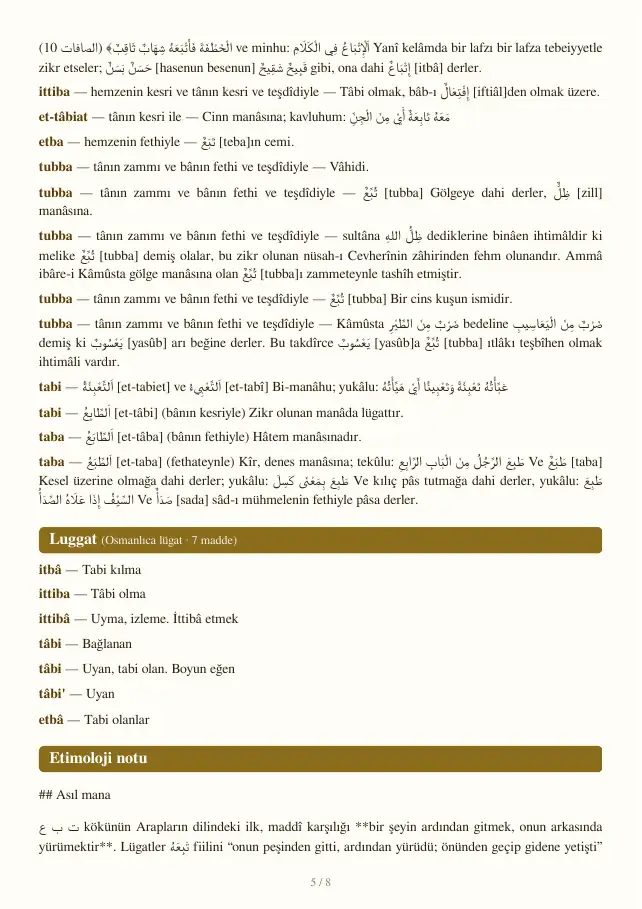 الْخَطْفَةَ فَأَتْبَعَهُ شِهَابٌ ثَاقِبٌ﴾ (الصافات 10) ve minhu: اَلْإِتْبَاعُ فِي الْكَلَامِ Yanî kelâmda bir lafzı bir lafza tebeiyyetle
zikr etseler; حَسَنٌ بَسَنٌ [hasenun besenun] قَبِيحٌ شَقِيحٌ gibi, ona dahi إِتْبَاعٌ [itbâ] derler.
ittiba — hemzenin kesri ve tânın kesri ve teşdîdiyle — Tâbi olmak, bâb-ı إِفْتِعَالٌ [iftiâl]den olmak üzere.
et-tâbiat — tânın kesri ile — Cinn manâsına; kavluhum: مَعَهُ تَابِعَةٌ أَيْ مِنَ الْجِنِّ
etba — hemzenin fethiyle — تَبَعٌ [teba]ın cemi.
tubba — tânın zammı ve bânın fethi ve teşdîdiyle — Vâhidi.
tubba — tânın zammı ve bânın fethi ve teşdîdiyle — تُبَّعٌ [tubba] Gölgeye dahi derler, ظِلٌّ [zill]
manâsına.
tubba — tânın zammı ve bânın fethi ve teşdîdiyle — sultâna ظِلُّ اللهِ dediklerine binâen ihtimâldir ki
melike تُبَّعٌ [tubba] demiş olalar, bu zikr olunan nüsah-ı Cevherînin zâhirinden fehm olunandır. Ammâ
ibâre-i Kâmûsta gölge manâsına olan تُبَّعٌ [tubba]ı zammeteynle tashîh etmiştir.
tubba — tânın zammı ve bânın fethi ve teşdîdiyle — تُبَّعٌ [tubba] Bir cins kuşun ismidir.
tubba — tânın zammı ve bânın fethi ve teşdîdiyle — Kâmûsta ضَرْبٌ مِنَ الطَّيْرِ bedeline ضَرْبٌ مِنَ الْيَعَاسِيبِ
demiş ki يَعْسُوبٌ [yasûb] arı beğine derler. Bu takdîrce يَعْسُوبٌ [yasûb]a تُبَّعٌ [tubba] ıtlâkı teşbîhen olmak
ihtimâli vardır.
tabi — اَلتَّعْبِئَةُ [et-tabiet] ve اَلتَّعْبِيءُ [et-tabî] Bi-manâhu; yukâlu: عَبَّأْتُهُ تَعْبِئَةً وَتَعْبِيئًا أَيْ هَيَّأْتُهُ
tabi — اَلطَّابِعُ [et-tâbi] (bânın kesriyle) Zikr olunan manâda lügattır.
taba — اَلطَّابَعُ [et-tâba] (bânın fethiyle) Hâtem manâsınadır.
taba — اَلطَّبَعُ [et-taba] (fethateynle) Kîr, denes manâsına; tekûlu: طَبِعَ الرَّجُلُ مِنَ الْبَابِ الرَّابِعِ Ve طَبَعٌ [taba]
Kesel üzerine olmağa dahi derler; yukâlu: طَبِعَ بِمَعْنَى كَسِلَ Ve kılıç pâs tutmağa dahi derler, yukâlu: طَبِعَ
السَّيْفُ إِذَا عَلَاهُ الصَّدَأُ Ve صَدَأٌ [sada] sâd-ı mühmelenin fethiyle pâsa derler.
Luggat (Osmanlıca lügat · 7 madde)
itbâ — Tabi kılma
ittiba — Tâbi olma
ittibâ — Uyma, izleme. İttibâ etmek
tâbi — Bağlanan
tâbi — Uyan, tabi olan. Boyun eğen
tâbi' — Uyan
etbâ — Tabi olanlar
Etimoloji notu
## Asıl mana
ت ب ع kökünün Arapların dilindeki ilk, maddî karşılığı **bir şeyin ardından gitmek, onun arkasında
yürümektir**. Lügatler تَبِعَهُ fiilini “onun peşinden gitti, ardından yürüdü; önünden geçip gidene yetişti”
5 / 8